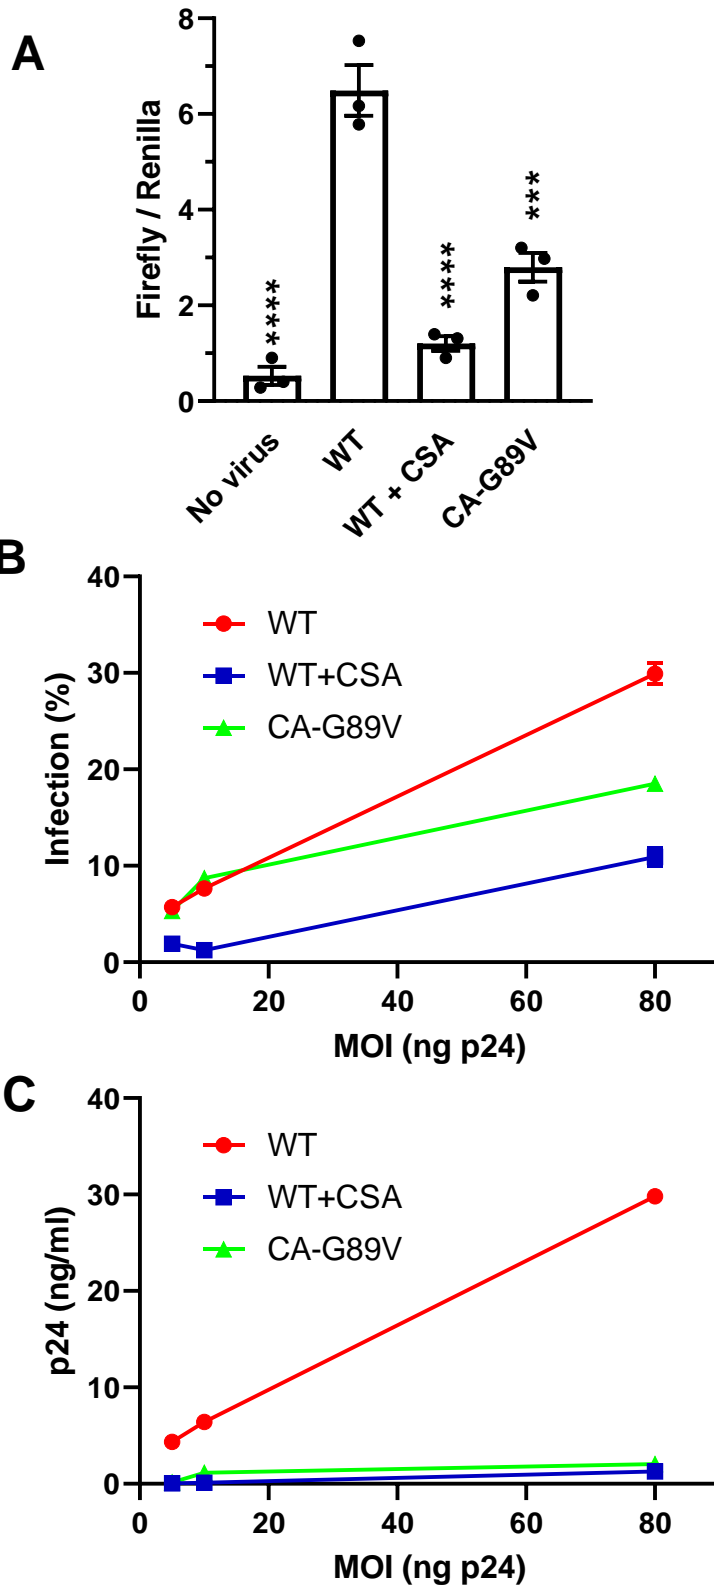 A
Firefly / Renilla
8
6
4
2
0
****
****
***
No virus
WT
WT + CSA
CA-G89V
B
Infection (%)
40
30
20
10
0
WT
WT+CSA
CA-G89V
0 20 40 60 80
MOI (ng p24)
C
p24 (ng/ml)
40
30
20
10
0
WT
WT+CSA
CA-G89V
0 20 40 60 80
MOI (ng p24)